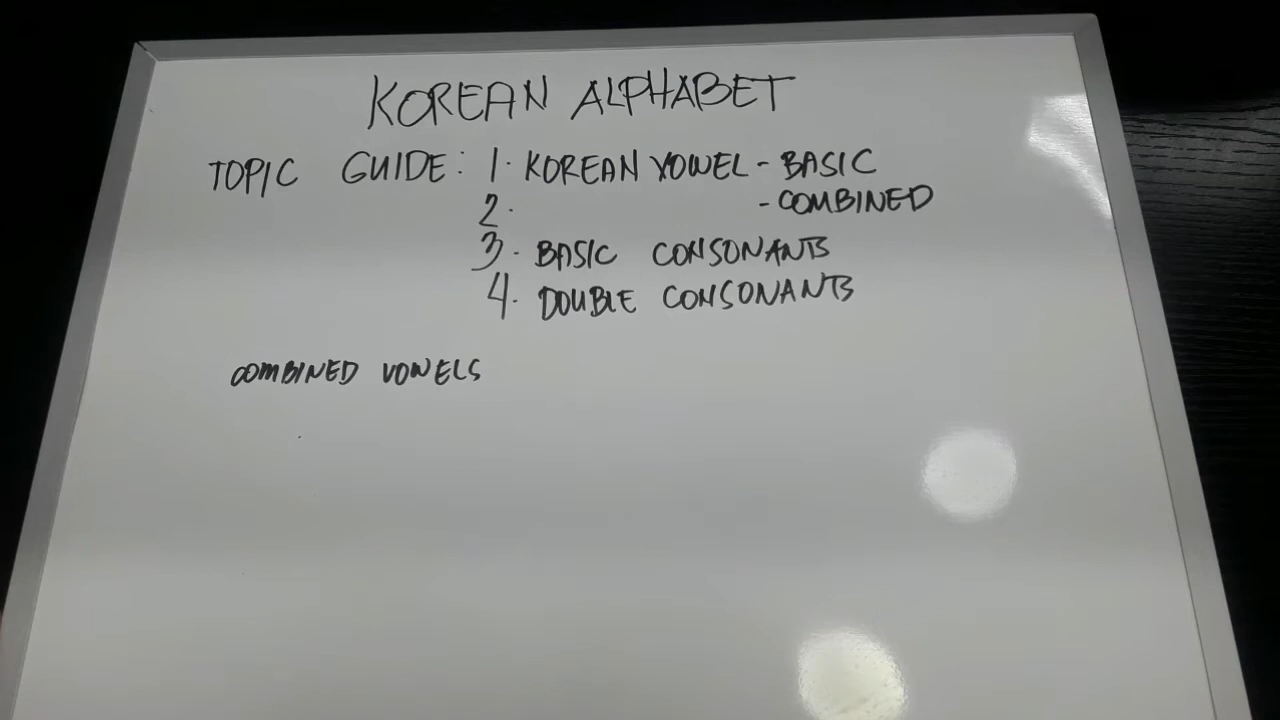 KOREAN ALPHABET
TOPIC GUIDE: 1. KOREAN VOWEL - BASIC
2. - COMBINED
3. BASIC CONSONANTS
4. DOUBLE CONSONANTS
COMBINED VOWELS